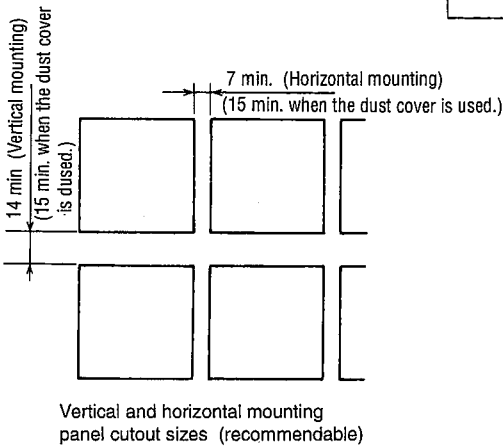 14 min (Vertical mounting)
(15 min. when the dust cover
is dused.)
7 min. (Horizontal mounting)
(15 min. when the dust cover is used.)
Vertical and horizontal mounting
panel cutout sizes (recommendable)